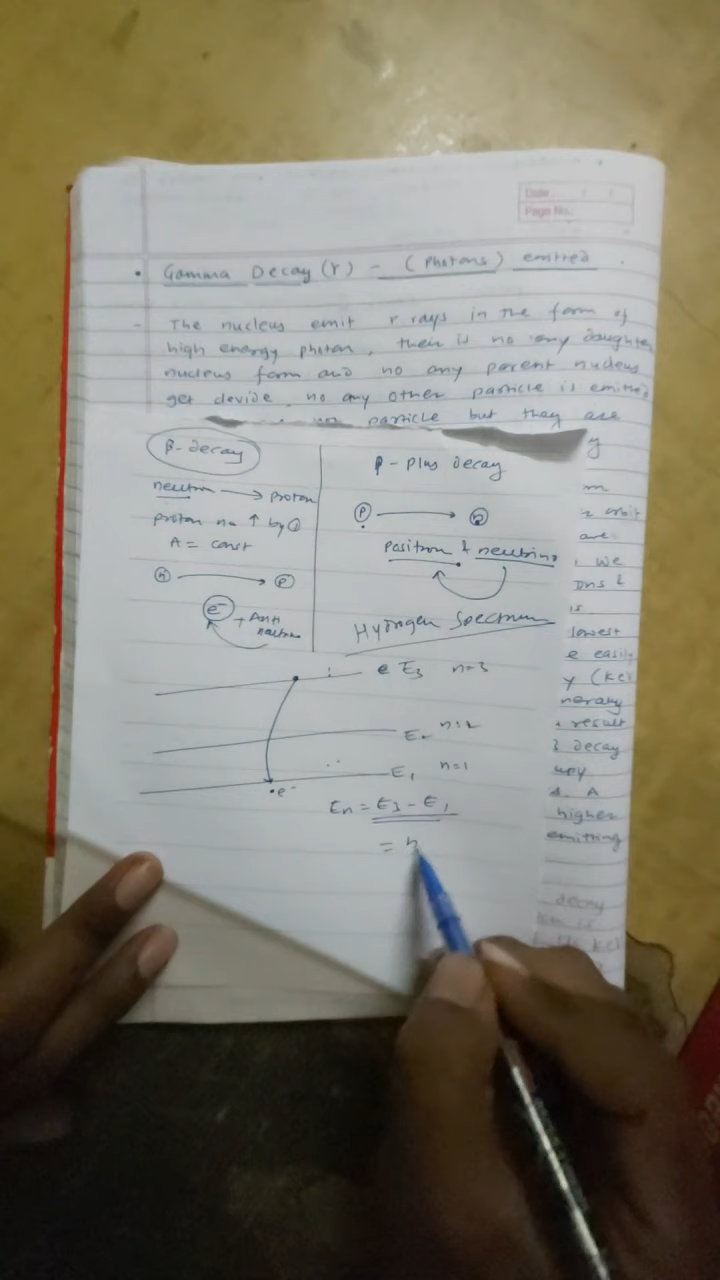 Date
Page No.
• Gamma Decay (r) - (Photons) emitted
- The nucleus emit r rays in the form of
high energy photon, their is no any daughter
nucleus form and no any parent nucleus
get devide. no any other particle is emitted
particle but they are
y
β-decay
neutron → proton
proton no ↑ by ①
A = const
n → P
e⁻ + Anti
neutrino
β - plus decay
P → n
positron & neutrino
Hydrogen Spectrum
orbit
are
we
ons &
is
lowest
e easily
y (Kev
nerally
result
decay
A
higher
emitting
decay
is
e E₃ n=3
E₂ n=2
E₁ n=1
•e⁻
En = E₃ - E₁
= h